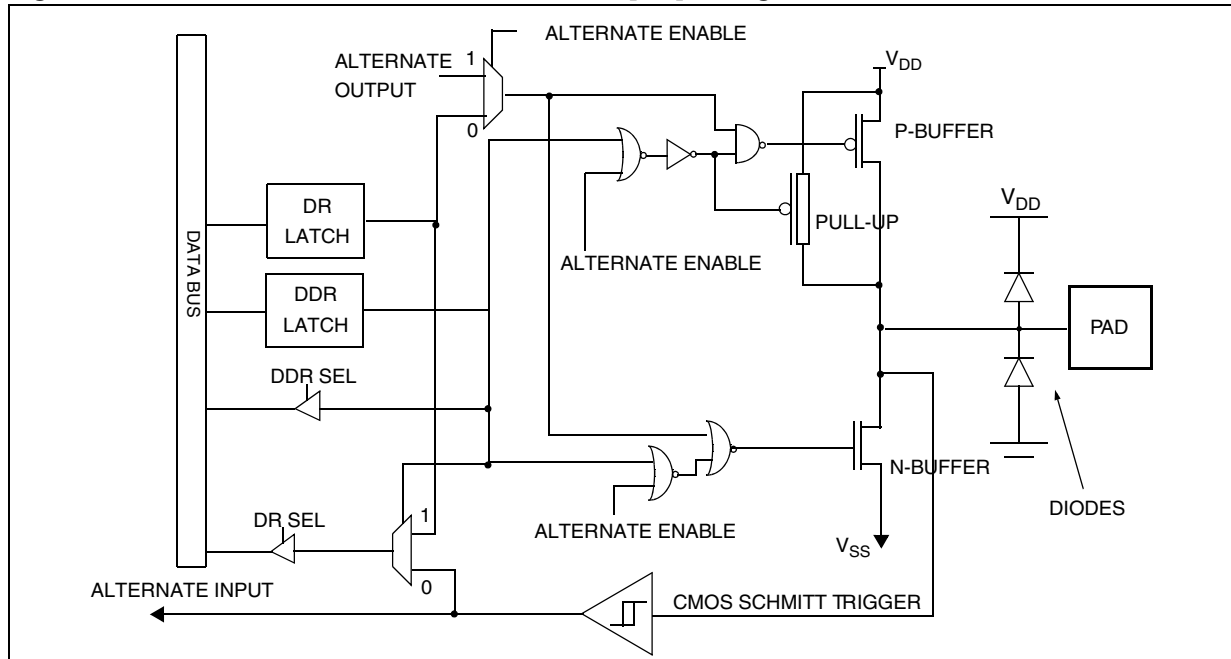 ALTERNATE ENABLE
ALTERNATE
OUTPUT
1
0
VDD
P-BUFFER
PULL-UP
VDD
DR
LATCH
ALTERNATE ENABLE
DATA BUS
DDR
LATCH
PAD
DDR SEL
N-BUFFER
DIODES
DR SEL
1
ALTERNATE ENABLE
VSS
0
ALTERNATE INPUT
CMOS SCHMITT TRIGGER